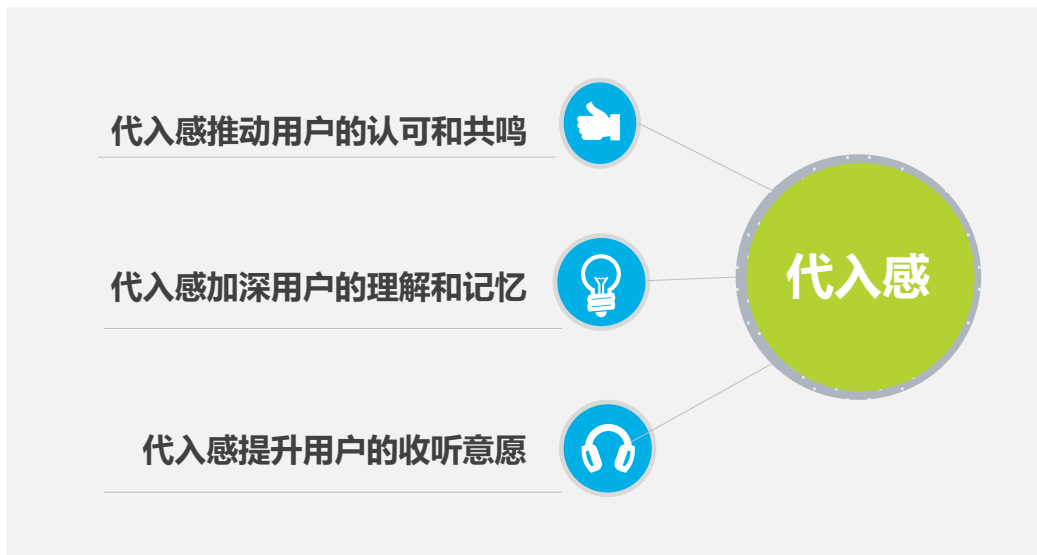 代入感推动用户的认可和共鸣
代入感加深用户的理解和记忆
代入感
代入感提升用户的收听意愿